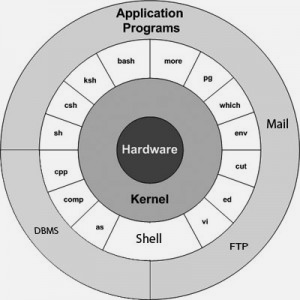 Application
Programs
bash
more
ksh
pg
csh
which
Mail
sh
env
Hardware
cpp
cut
comp
Kernel
ed
DBMS
as
Shell
vi
FTP